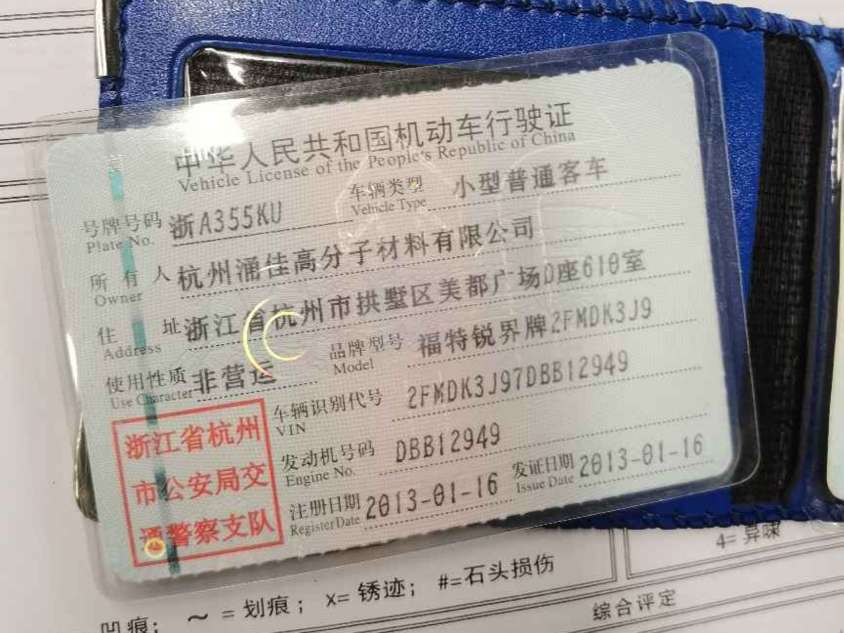 中华人民共和国机动车行驶证
Vehicle License of the People's Republic of China
号牌号码 浙A355KU 车辆类型 小型普通客车
Plate No. Vehicle Type
所有人 杭州涌佳高分子材料有限公司
Owner
住址 浙江省杭州市拱墅区美都广场D座610室
Address
使用性质 非营运 品牌型号 福特锐界牌2FMDK3J9
Use Character Model
车辆识别代号 2FMDK3J97DBB12949
VIN
发动机号码 DBB12949
Engine No.
注册日期 2013-01-16 发证日期 2013-01-16
Register Date Issue Date
浙江省杭州
市公安局交
通警察支队
凹痕; ~=划痕; x=锈迹; #=石头损伤
4=异味
综合评定